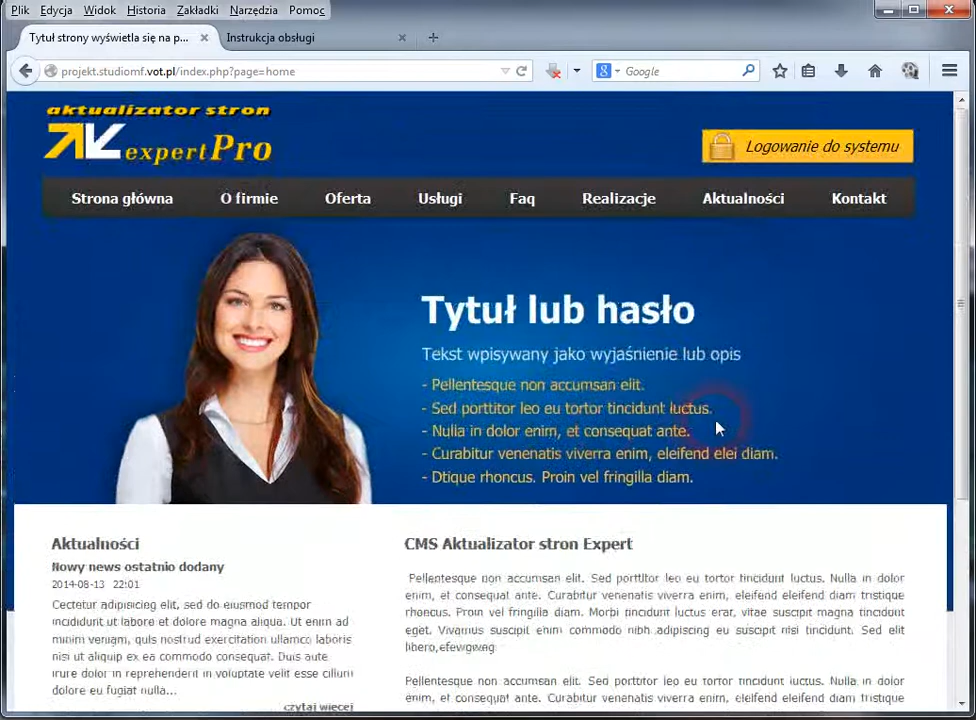 Plik Edycja Widok Historia Zakładki Narzędzia Pomoc
Tytuł strony wyświetla się na p... × Instrukcja obsługi × +
projekt.studiomf.vot.pl/index.php?page=home Google
aktualizator stron
expert Pro
Logowanie do systemu
Strona główna O firmie Oferta Usługi Faq Realizacje Aktualności Kontakt
Tytuł lub hasło
Tekst wpisywany jako wyjaśnienie lub opis
- Pellentesque non accumsan elit.
- Sed porttitor leo eu tortor tincidunt luctus.
- Nulla in dolor enim, et consequat ante.
- Curabitur venenatis viverra enim, eleifend elei diam.
- Dtique rhoncus. Proin vel fringilla diam.
Aktualności
Nowy news ostatnio dodany
2014-08-13 22:01
Cectetur adipisicing elit, sed do eiusmod tempor
incididunt ut labore et dolore magna aliqua. Ut enim ad
minim veniam, quis nostrud exercitation ullamco laboris
nisi ut aliquip ex ea commodo consequat. Duis aute
irure dolor in reprehenderit in voluptate velit esse cillum
dolore eu fugiat nulla...
czytaj więcej
CMS Aktualizator stron Expert
Pellentesque non accumsan elit. Sed porttitor leo eu tortor tincidunt luctus. Nulla in dolor
enim, et consequat ante. Curabitur venenatis viverra enim, eleifend eleifend diam tristique
rhoncus. Proin vel fringilla diam. Morbi tincidunt luctus erat, vitae suscipit magna tincidunt
eget. Vivamus suscipit enim commodo nibh adipiscing eu suscipit nisi tincidunt. Sed elit
libero,efewgiweg
Pellentesque non accumsan elit. Sed porttitor leo eu tortor tincidunt luctus. Nulla in dolor
enim, et consequat ante. Curabitur venenatis viverra enim, eleifend eleifend diam tristique